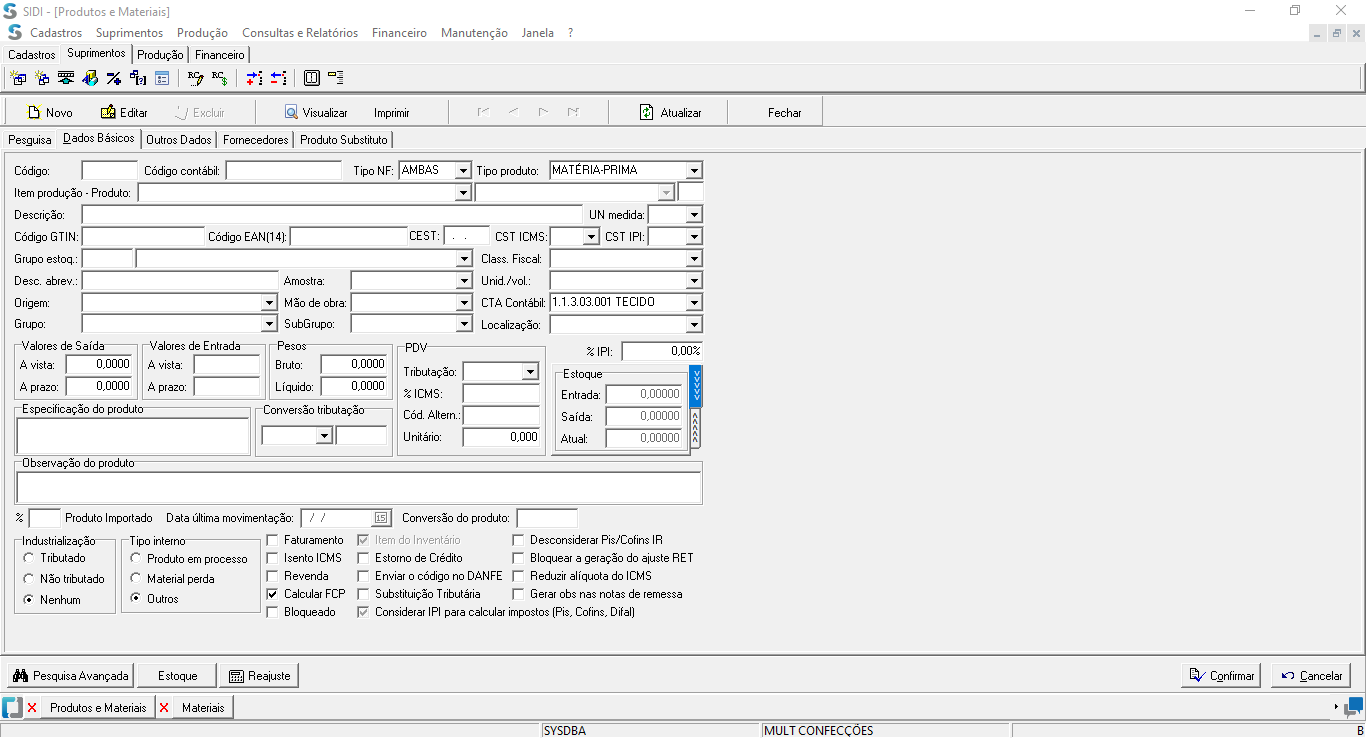 SIDI - [Produtos e Materiais]
Cadastros Suprimentos Produção Consultas e Relatórios Financeiro Manutenção Janela ?
Cadastros Suprimentos Produção Financeiro
Novo Editar Excluir Visualizar Imprimir Atualizar Fechar
Pesquisa Dados Básicos Outros Dados Fornecedores Produto Substituto
Código: Código contábil: Tipo NF: AMBAS Tipo produto: MATÉRIA-PRIMA
Item produção - Produto:
Descrição: UN medida:
Código GTIN: Código EAN(14): CEST: . . CST ICMS: CST IPI:
Grupo estoq.: Class. Fiscal:
Desc. abrev.: Amostra: Unid./vol.:
Origem: Mão de obra: CTA Contábil: 1.1.3.03.001 TECIDO
Grupo: SubGrupo: Localização:
Valores de Saída Valores de Entrada Pesos PDV % IPI: 0,00%
A vista: 0,0000 A vista: Bruto: 0,0000 Tributação: Estoque
A prazo: 0,0000 A prazo: Líquido: 0,0000 % ICMS: Entrada: 0,00000
Especificação do produto Conversão tributação Cód. Altern.: Saída: 0,00000
Unitário: 0,000 Atual: 0,00000
Observação do produto
% Produto Importado Data última movimentação: / / 15 Conversão do produto:
Industrialização Tipo interno Faturamento Item do Inventário Desconsiderar Pis/Cofins IR
Tributado Produto em processo Isento ICMS Estorno de Crédito Bloquear a geração do ajuste RET
Não tributado Material perda Revenda Enviar o código no DANFE Reduzir alíquota do ICMS
Nenhum Outros Calcular FCP Substituição Tributária Gerar obs nas notas de remessa
Bloqueado Considerar IPI para calcular impostos (Pis, Cofins, Difal)
Pesquisa Avançada Estoque Reajuste Confirmar Cancelar
Produtos e Materiais Materiais
SYSDBA MULT CONFECÇÕES B